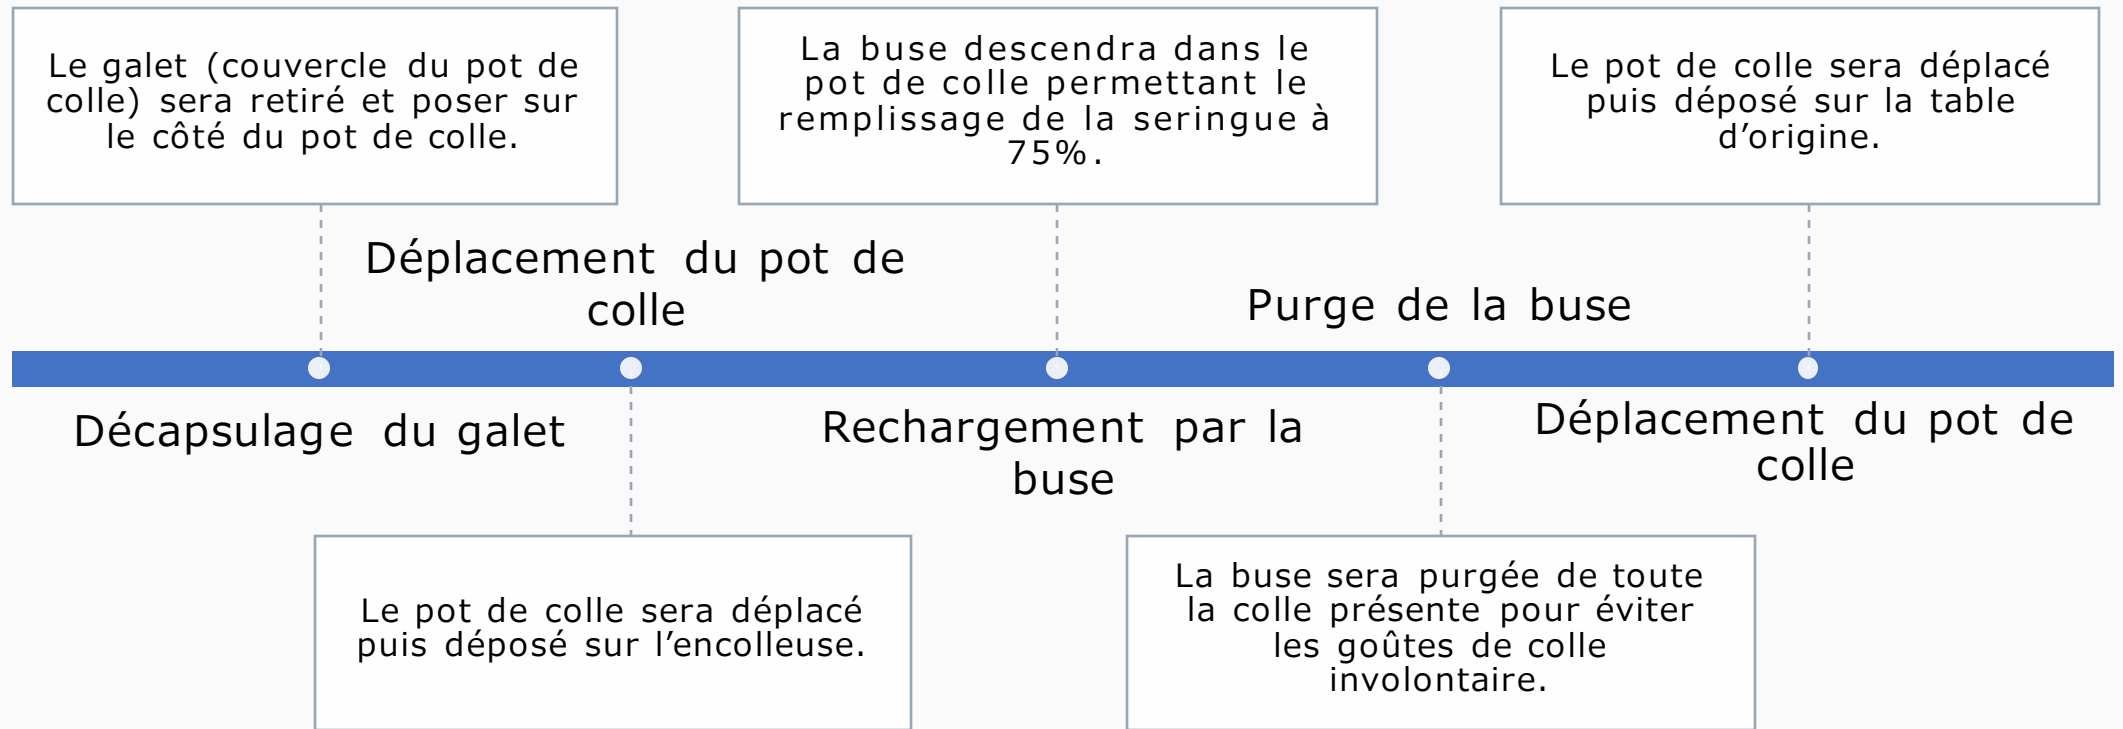 Le galet (couvercle du pot de
colle) sera retiré et poser sur
le côté du pot de colle.
La buse descendra dans le
pot de colle permettant le
remplissage de la seringue à
75%.
Le pot de colle sera déplacé
puis déposé sur la table
d’origine.
Déplacement du pot de
colle
Purge de la buse
Décapsulage du galet
Rechargement par la
buse
Déplacement du pot de
colle
Le pot de colle sera déplacé
puis déposé sur l’encolleuse.
La buse sera purgée de toute
la colle présente pour éviter
les goûtes de colle
involontaire.